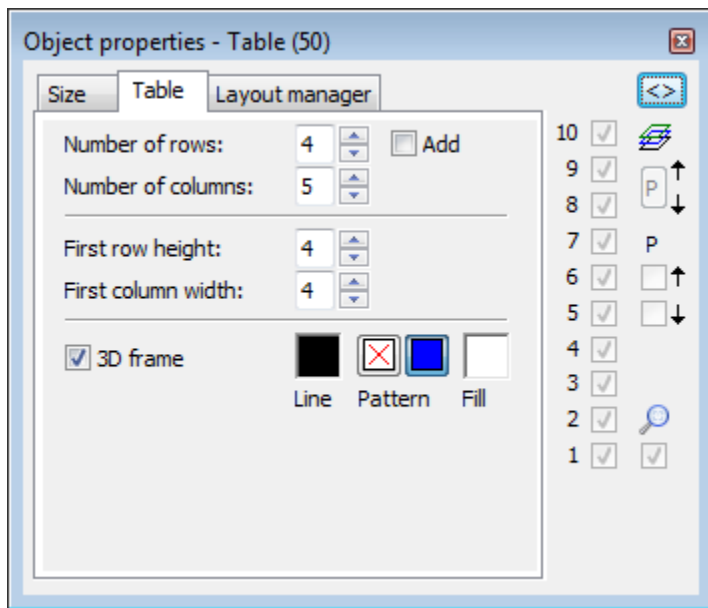 Object properties - Table (50)
Size Table Layout manager <>
Number of rows: 4 Add
Number of columns: 5
First row height: 4
First column width: 4
3D frame
Line Pattern Fill
10
9
P
8
7 P
6
5
4
3
2
1